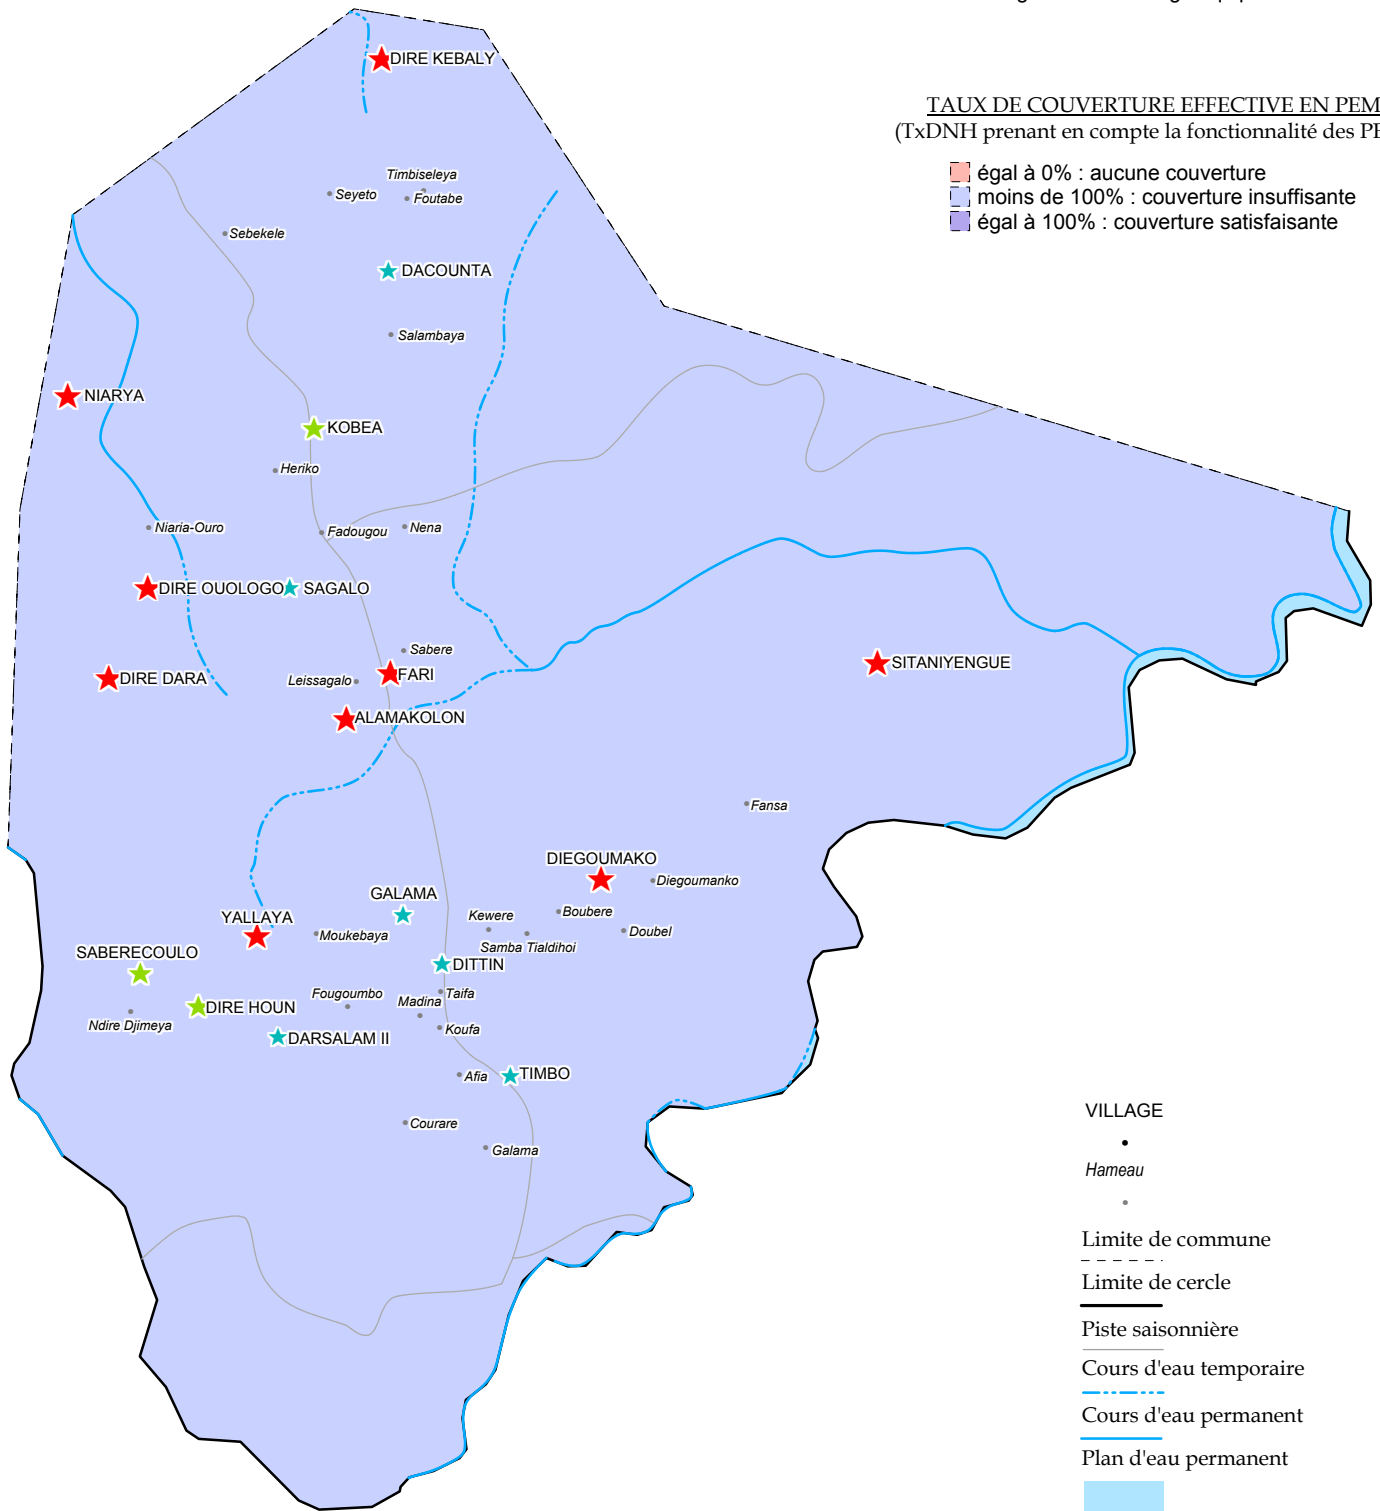 DIRE KEBALY
TAUX DE COUVERTURE EFFECTIVE EN PEM
(TxDNH prenant en compte la fonctionnalité des
égal à 0% : aucune couverture
moins de 100% : couverture insuffisante
égal à 100% : couverture satisfaisante
Timbiseleya
Seyeto
Foutabe
Sebekele
DACOUNTA
Salambaya
NIARYA
KOBEA
Heriko
Niaria-Ouro
Fadougou
Nena
DIRE OUOLOGO
SAGALO
Sabere
SITANIYENGUE
DIRE DARA
Leissagalo
FARI
ALAMAKOLON
Fansa
DIEGOUMAKO
Diegoumanko
GALAMA
YALLAYA
Kewere
Boubere
Moukebaya
Samba Tialdihoi
Doubel
SABERECOULO
DITTIN
Fougoumbo
Taifa
DIRE HOUN
Madina
Ndire Djimeya
Koufa
DARSALAM II
Afia
TIMBO
Courare
Galama
VILLAGE
Hameau
Limite de commune
Limite de cercle
Piste saisonnière
Cours d'eau temporaire
Cours d'eau permanent
Plan d'eau permanent